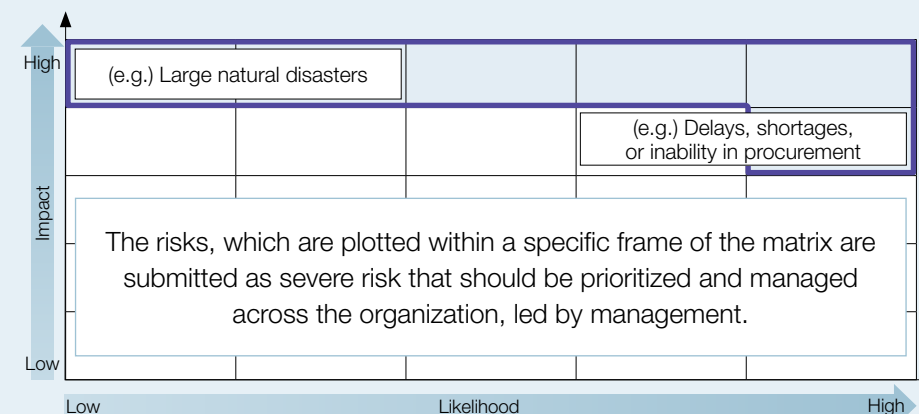 High
(e.g.) Large natural disasters
(e.g.) Delays, shortages,
or inability in procurement
Impact
The risks, which are plotted within a specific frame of the matrix are
submitted as severe risk that should be prioritized and managed
across the organization, led by management.
Low
Low
Likelihood
High